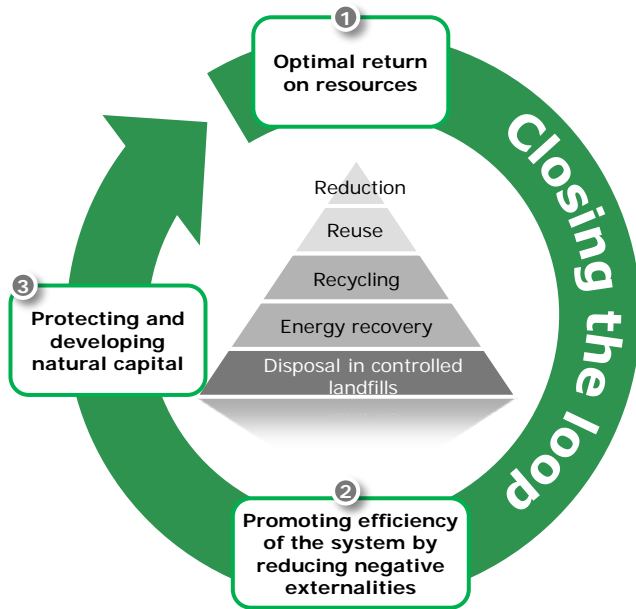 1
Optimal return
on resources
Closing the loop
Reduction
Reuse
Recycling
Energy recovery
Disposal in controlled
landfills
3
Protecting and
developing
natural capital
2
Promoting efficiency
of the system by
reducing negative
externalities